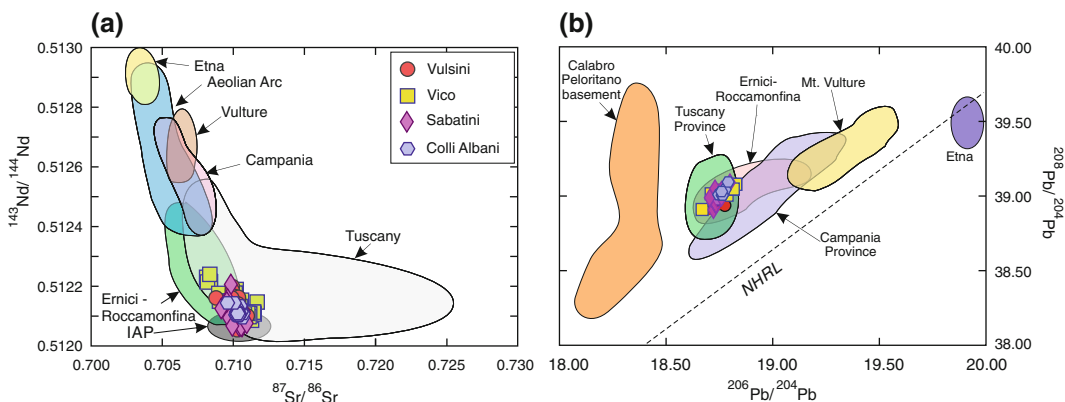 (a)
0.5130
0.5128
0.5126
0.5124
0.5122
0.5120
143Nd/144Nd
Etna
Aeolian Arc
Vulture
Campania
Tuscany
Ernici -
Roccamonfina
IAP
Vulsini
Vico
Sabatini
Colli Albani
0.700
0.705
0.710
0.715
0.720
0.725
0.730
87Sr/86Sr
(b)
Calabro
Peloritano
basement
Tuscany
Province
Ernici-
Roccamonfina
Mt. Vulture
Etna
Campania
Province
NHRL
40.00
39.50
39.00
38.50
38.00
208Pb/204Pb
18.00
19.00
19.50
20.00
206Pb/204Pb